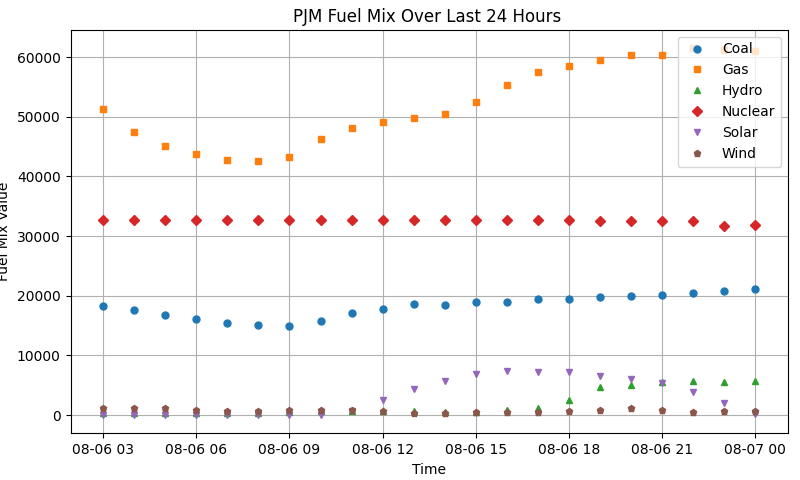 PJM Fuel Mix Over Last 24 Hours
60000
50000
40000
30000
20000
10000
0
Fuel Mix Value
Coal
Gas
Hydro
Nuclear
Solar
Wind
08-06 03
08-06 06
08-06 09
08-06 12
08-06 15
08-06 18
08-06 21
08-07 00
Time